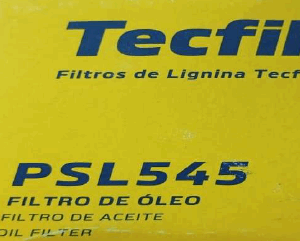 Tecfil
Filtros de Lignina Tecf
PSL545
FILTRO DE ÓLEO
FILTRO DE ACEITE
OIL FILTER